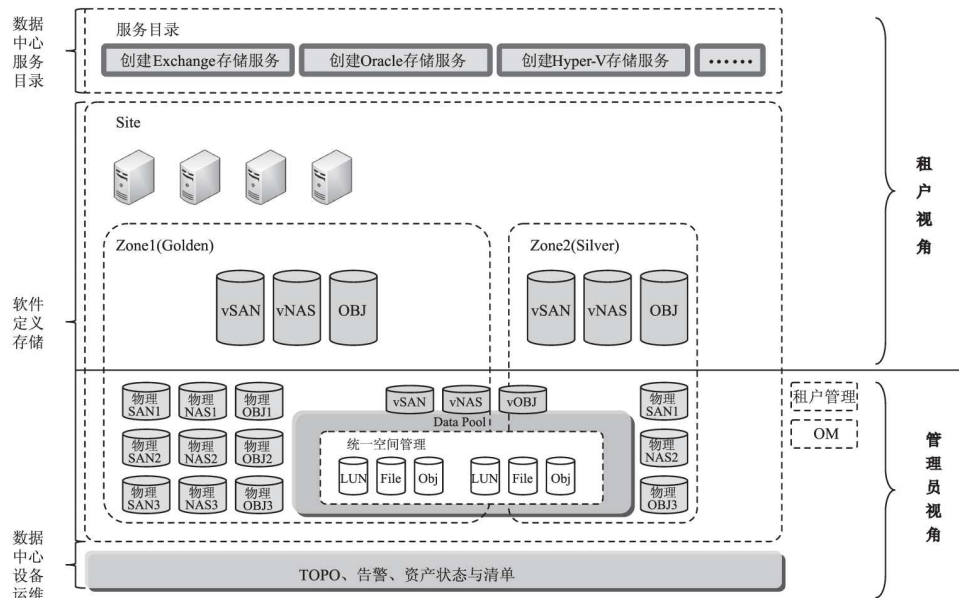 数据
中心
服务
目录
服务目录
创建Exchange存储服务
创建Oracle存储服务
创建Hyper-V存储服务
……
租
户
视
角
Site
Zone1(Golden)
Zone2(Silver)
vSAN
vNAS
OBJ
vSAN
vNAS
OBJ
软件
定义
存储
物理
SAN1
物理
NAS1
物理
OBJ1
物理
SAN2
物理
NAS2
物理
OBJ2
物理
SAN3
物理
NAS3
物理
OBJ3
vSAN
vNAS
vOBJ
Data Pool
统一空间管理
LUN
File
Obj
LUN
File
Obj
物理
SAN1
物理
NAS2
物理
OBJ3
租户管理
OM
管
理
员
视
角
数据
中心
设备
运维
TOPO、告警、资产状态与清单